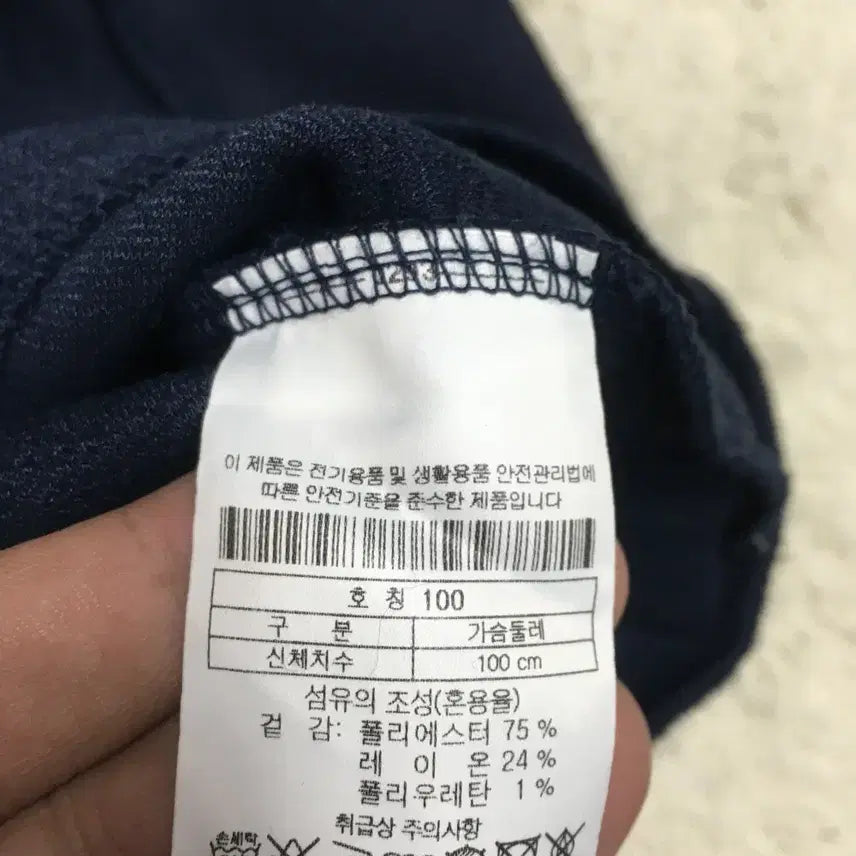 이 제품은 전기용품 및 생활용품 안전관리법에
따른 안전기준을 준수한 제품입니다
호 칭 100
구 분 가슴둘레
신체치수 100 cm
섬유의 조성(혼용율)
겉 감: 폴리에스터 75 %
레 이 온 24 %
폴리우레탄 1 %
취급상 주의사항
손세탁